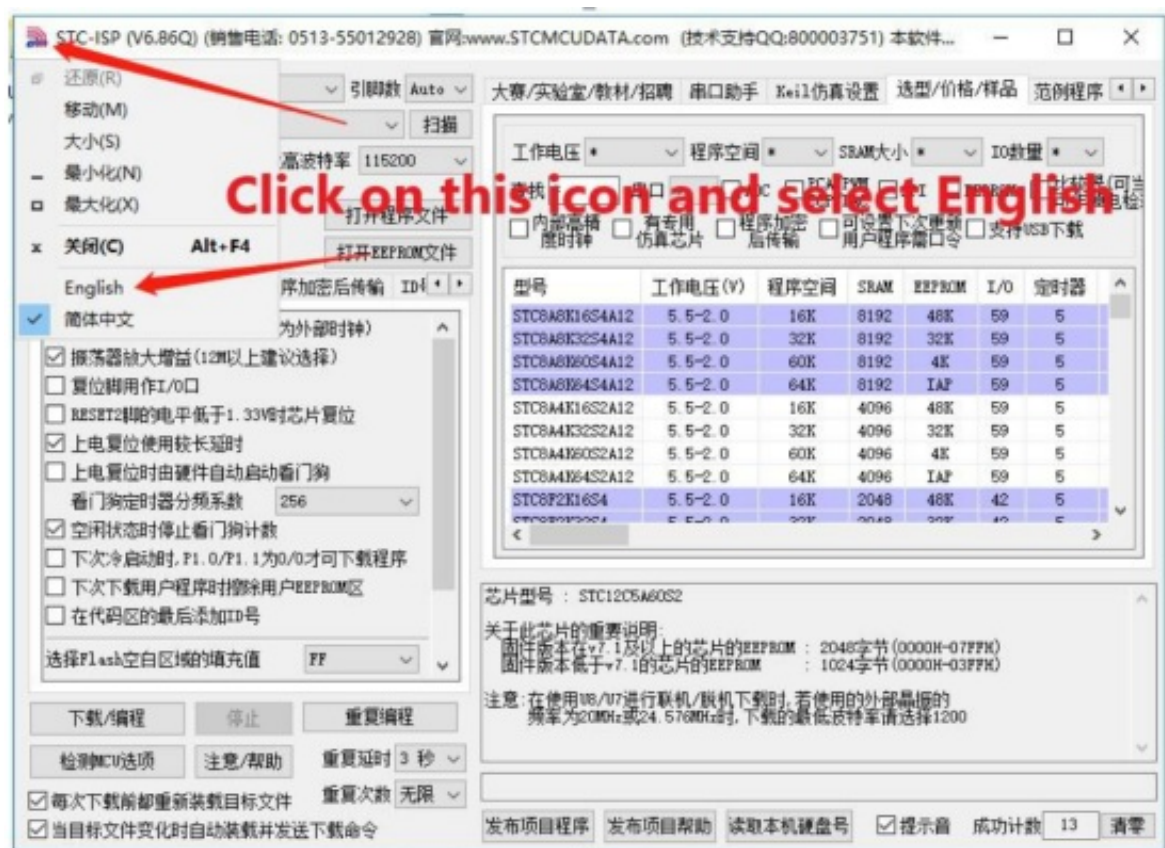 STC-ISP (V6.86Q) (销售电话: 0513-55012928) 官网:www.STCMCUDATA.com (技术支持QQ:800003751) 本软件...
还原(R)
移动(M)
大小(S)
最小化(N)
最大化(X)
关闭(C) Alt+F4
English
简体中文
引脚数 Auto
扫描
高波特率 115200
打开程序文件
打开EEPROM文件
序加密后传输
Click on this icon and select English
为外部时钟)
振荡器放大增益(12M以上建议选择)
复位脚用作I/O口
RESET2脚的电平低于1.33V时芯片复位
上电复位使用较长延时
上电复位时由硬件自动启动看门狗
看门狗定时器分频系数 256
空闲状态时停止看门狗计数
下次冷启动时,P1.0/P1.1为0/0才可下载程序
下次下载用户程序时擦除用户EEPROM区
在代码区的最后添加ID号
选择Flash空白区域的填充值 FF
下载/编程 停止 重复编程
检测MCU选项 注意/帮助 重复延时 3 秒
重复次数 无限
每次下载前都重新装载目标文件
当目标文件变化时自动装载并发送下载命令
大赛/实验室/教材/招聘 串口助手 Keil仿真设置 选型/价格/样品 范例程序
工作电压 * 程序空间 * SRAM大小 * IO数量 *
内部高精度时钟 有专用仿真芯片 程序加密后传输 可设置下次更新用户程序需口令 支持USB下载
型号 工作电压(V) 程序空间 SRAM EEPROM I/O 定时器
STC8A8K16S4A12 5.5-2.0 16K 8192 48K 59 5
STC8A8K32S4A12 5.5-2.0 32K 8192 32K 59 5
STC8A8K60S4A12 5.5-2.0 60K 8192 4K 59 5
STC8A8K64S4A12 5.5-2.0 64K 8192 IAP 59 5
STC8A4K16S2A12 5.5-2.0 16K 4096 48K 59 5
STC8A4K32S2A12 5.5-2.0 32K 4096 32K 59 5
STC8A4K60S2A12 5.5-2.0 60K 4096 4K 59 5
STC8A4K64S2A12 5.5-2.0 64K 4096 IAP 59 5
STC8F2K16S4 5.5-2.0 16K 2048 48K 42 5
STC8F2K32S4 5.5-2.0 32K 2048 32K 42 5
芯片型号 : STC12C5A60S2
关于此芯片的重要说明:
固件版本在v7.1及以上的芯片的EEPROM : 2048字节(0000H-07FFH)
固件版本低于v7.1的芯片的EEPROM : 1024字节(0000H-03FFH)
注意:在使用U8/U7进行联机/脱机下载时,若使用的外部晶振的
频率为20MHz或24.576MHz时,下载的最低波特率请选择1200
发布项目程序 发布项目帮助 读取本机硬盘号 提示音 成功计数 13 清零